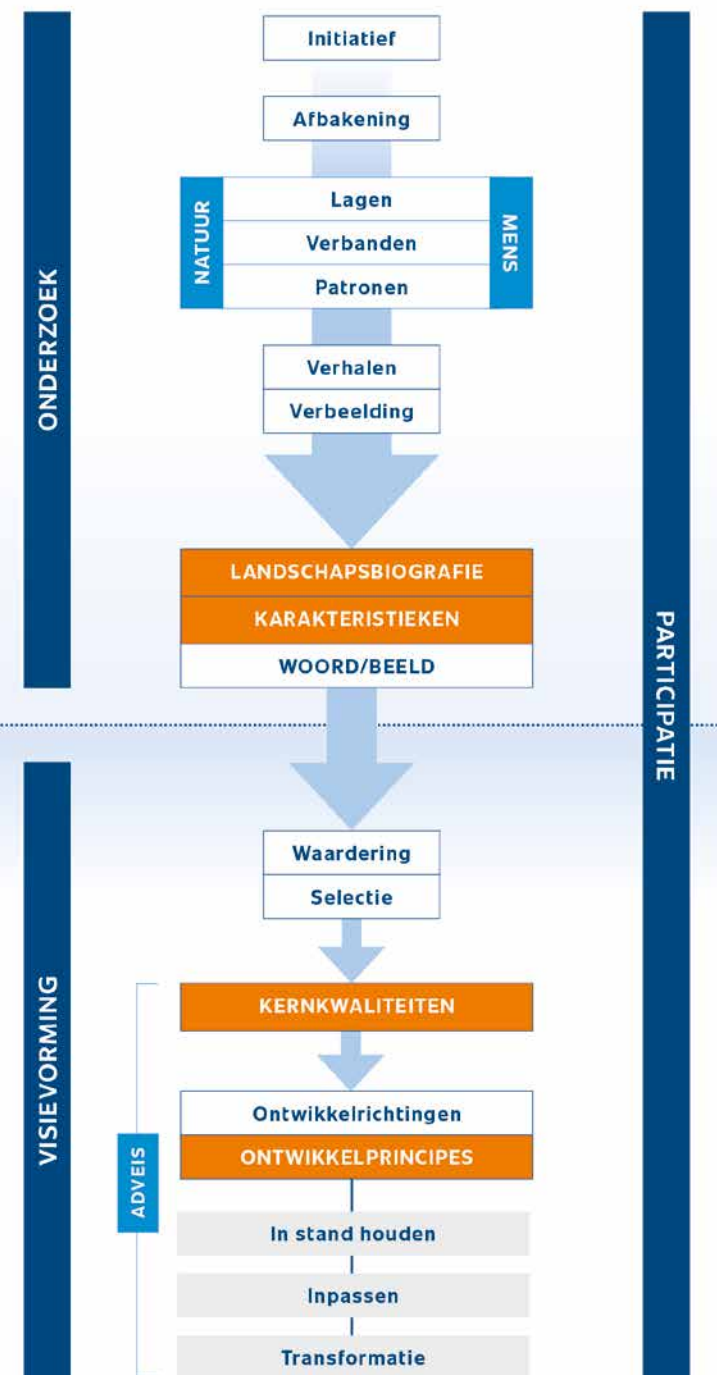 ONDERZOEK
Initiatief
Afbakening
NATUUR
Lagen
Verbanden
Patronen
MENS
Verhalen
Verbeelding
LANDSCHAPSBIOGRAFIE
KARAKTERISTIEKEN
WOORD/BEELD
PARTICIPATIE
VISIEVORMING
Waardering
Selectie
KERNKWALITEITEN
ADVEIS
Ontwikkelrichtingen
ONTWIKKELPRINCIPES
In stand houden
Inpassen
Transformatie